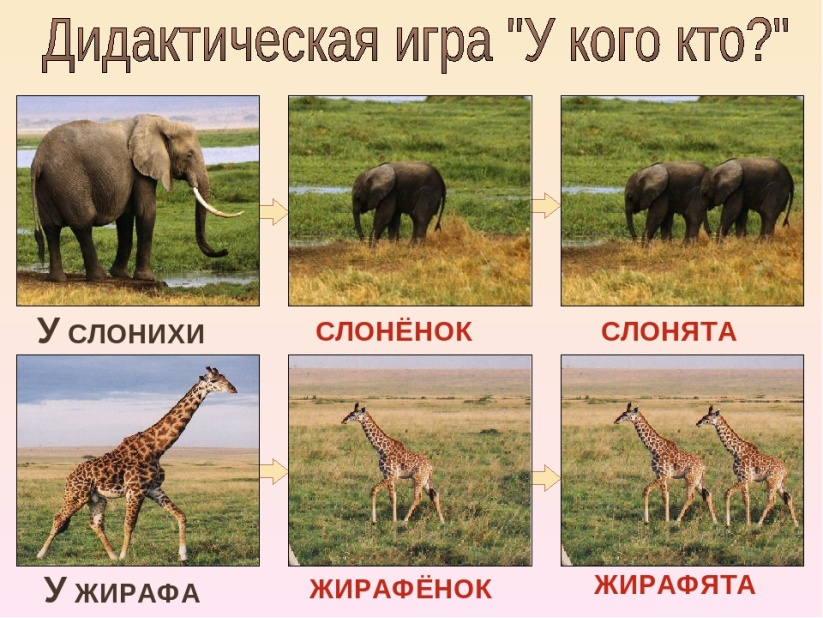 Дидактическая игра "У кого кто?"
У СЛОНИХИ
СЛОНЁНОК
СЛОНЯТА
У ЖИРАФА
ЖИРАФЁНОК
ЖИРАФЯТА